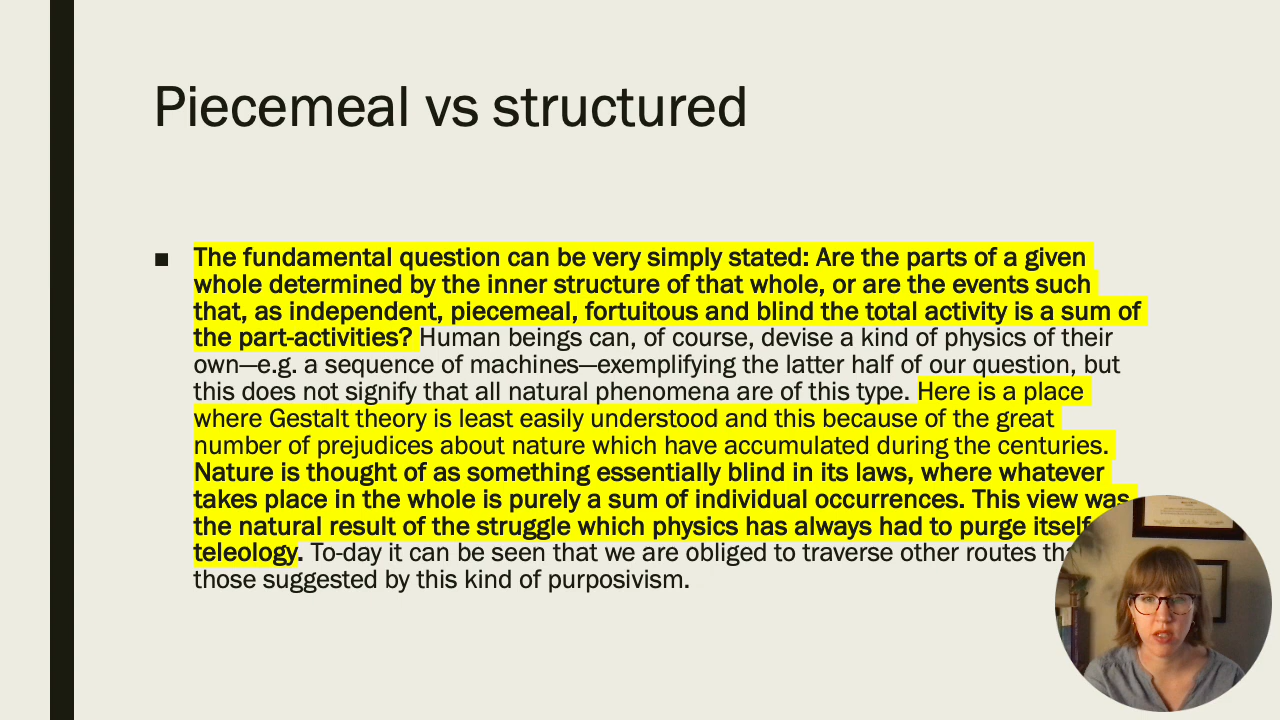 Piecemeal vs structured
■ The fundamental question can be very simply stated: Are the parts of a given
whole determined by the inner structure of that whole, or are the events such
that, as independent, piecemeal, fortuitous and blind the total activity is a sum of
the part-activities? Human beings can, of course, devise a kind of physics of their
own—e.g. a sequence of machines—exemplifying the latter half of our question, but
this does not signify that all natural phenomena are of this type. Here is a place
where Gestalt theory is least easily understood and this because of the great
number of prejudices about nature which have accumulated during the centuries.
Nature is thought of as something essentially blind in its laws, where whatever
takes place in the whole is purely a sum of individual occurrences. This view was
the natural result of the struggle which physics has always had to purge itself
teleology. To-day it can be seen that we are obliged to traverse other routes
those suggested by this kind of purposivism.